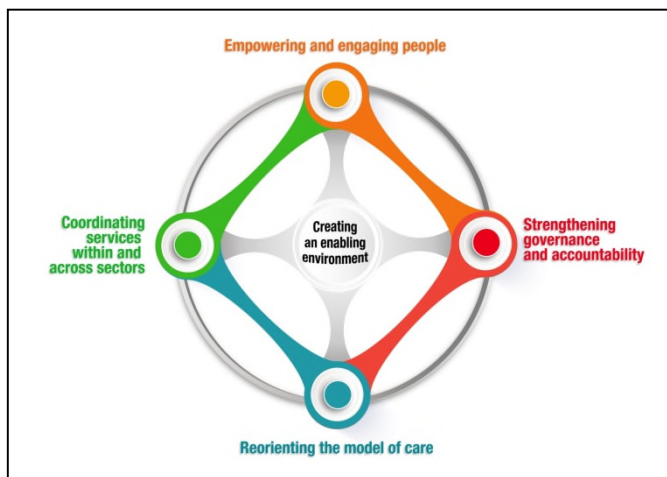 Empowering and engaging people
Coordinating
services
within and
across sectors
Creating
an enabling
environment
Strengthening
governance
and accountability
Reorienting the model of care